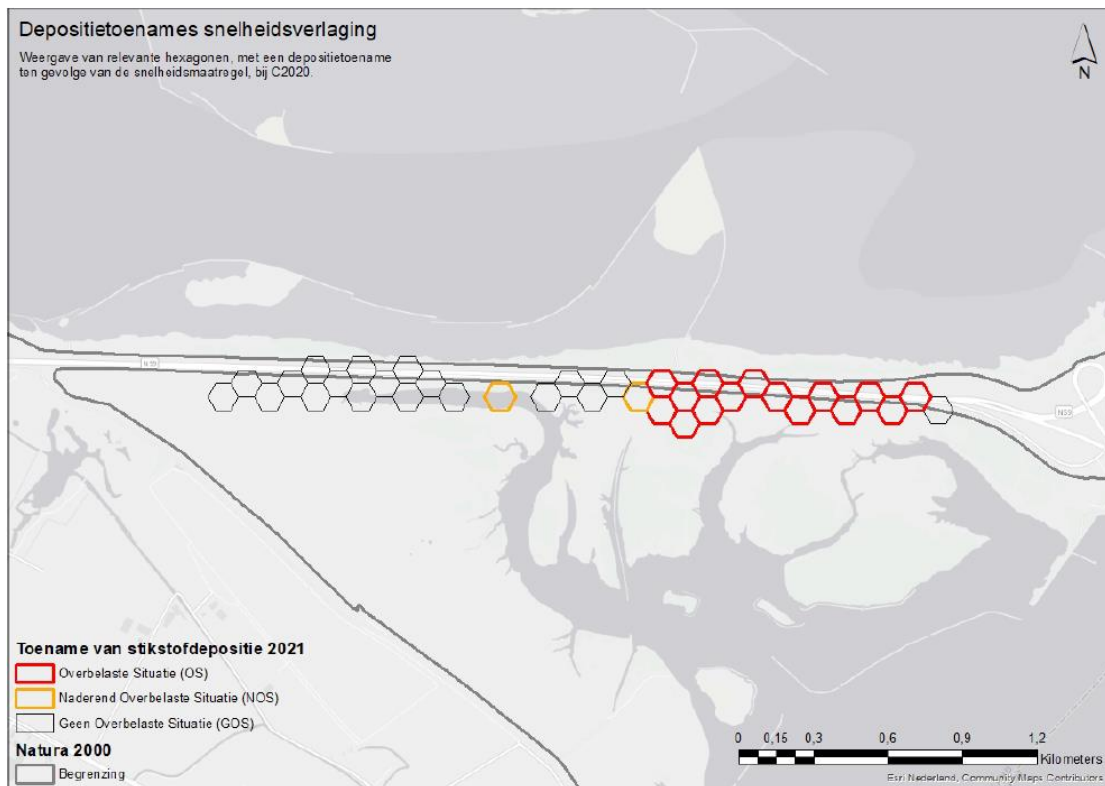 Depositietoenames snelheidsverlaging
Weergave van relevante hexagonen, met een depositietoename
ten gevolge van de snelheidsmaatregel, bij C2020.
N
N59
N59
Toename van stikstofdepositie 2021
Overbelaste Situatie (OS)
Naderend Overbelaste Situatie (NOS)
Geen Overbelaste Situatie (GOS)
Natura 2000
Begrenzing
0 0,15 0,3 0,6 0,9 1,2
Kilometers
Esri Nederland, Community Maps Contributors